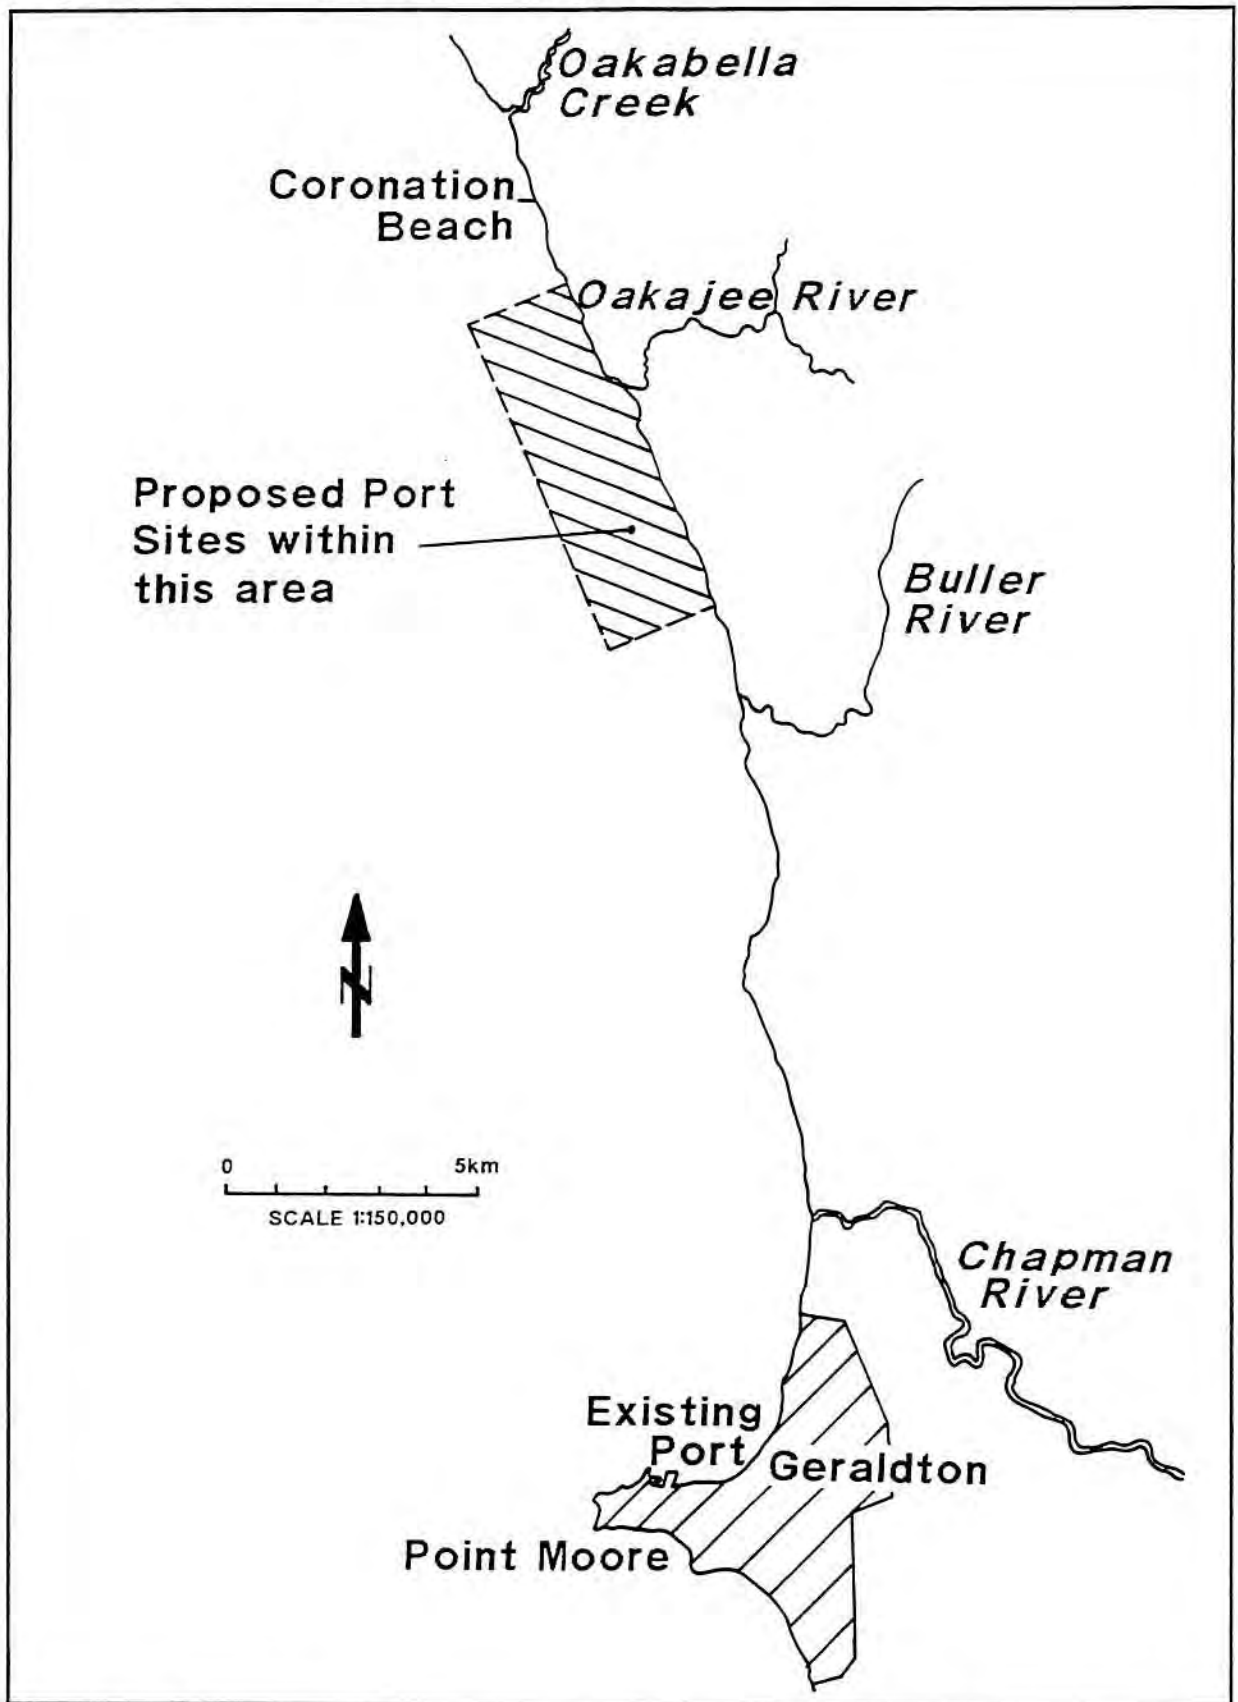 Oakabella
Creek
Coronation
Beach
Oakajee River
Proposed Port
Sites within
this area
Buller
River
N
0 5km
SCALE 1:150,000
Chapman
River
Existing
Port
Geraldton
Point Moore